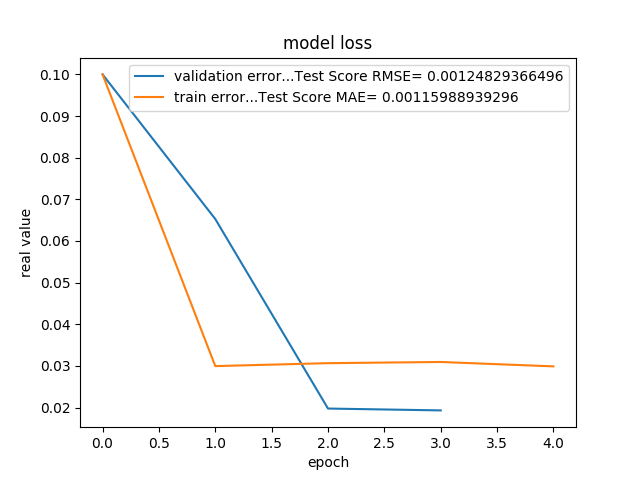 model loss
validation error...Test Score RMSE= 0.00124829366496
train error...Test Score MAE= 0.00115988939296
real value
0.10
0.09
0.08
0.07
0.06
0.05
0.04
0.03
0.02
0.0 0.5 1.0 1.5 2.0 2.5 3.0 3.5 4.0
epoch